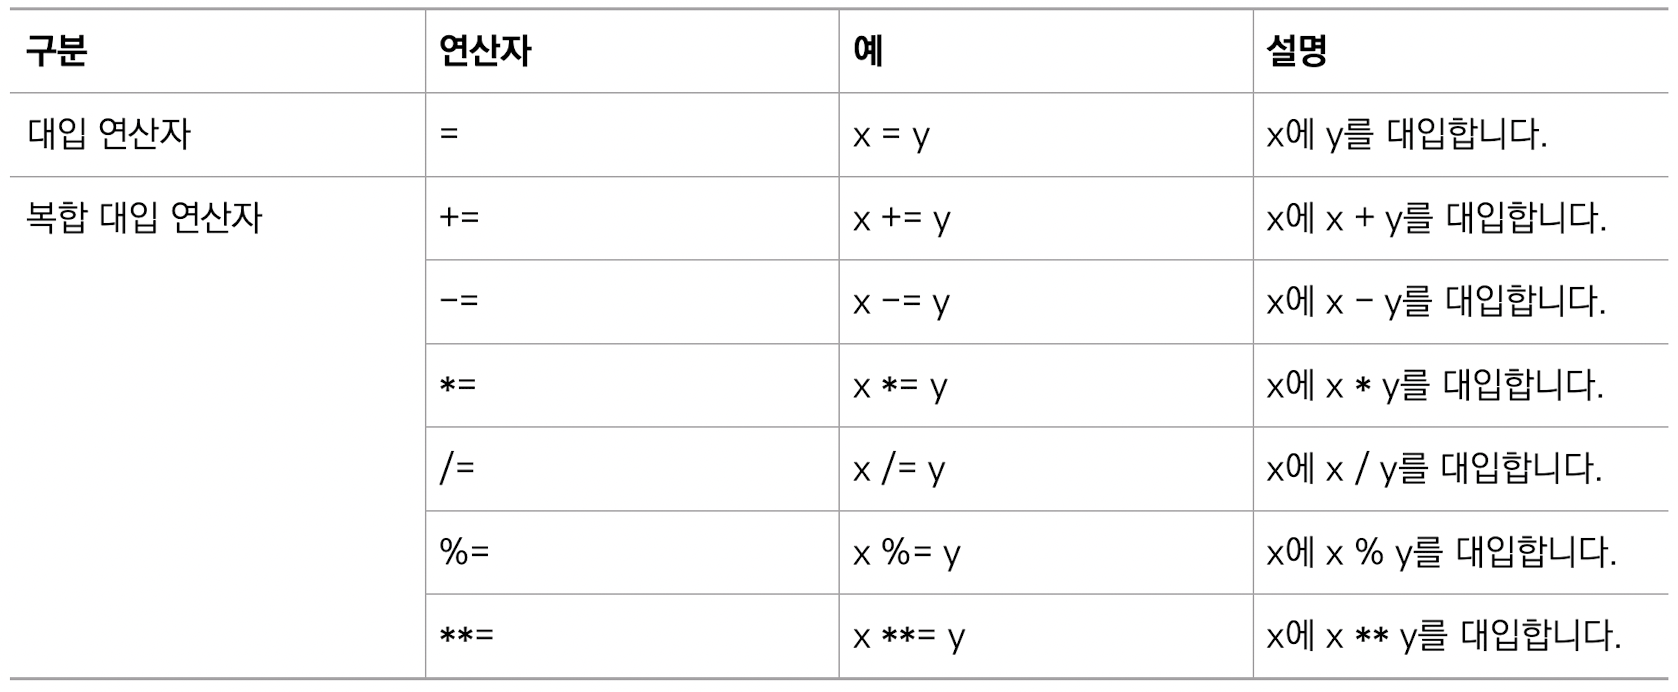 구분 연산자 예 설명
대입 연산자 = x = y x에 y를 대입합니다.
복합 대입 연산자 += x += y x에 x + y를 대입합니다.
−= x −= y x에 x − y를 대입합니다.
*= x *= y x에 x * y를 대입합니다.
/= x /= y x에 x / y를 대입합니다.
%= x %= y x에 x % y를 대입합니다.
**= x **= y x에 x ** y를 대입합니다.